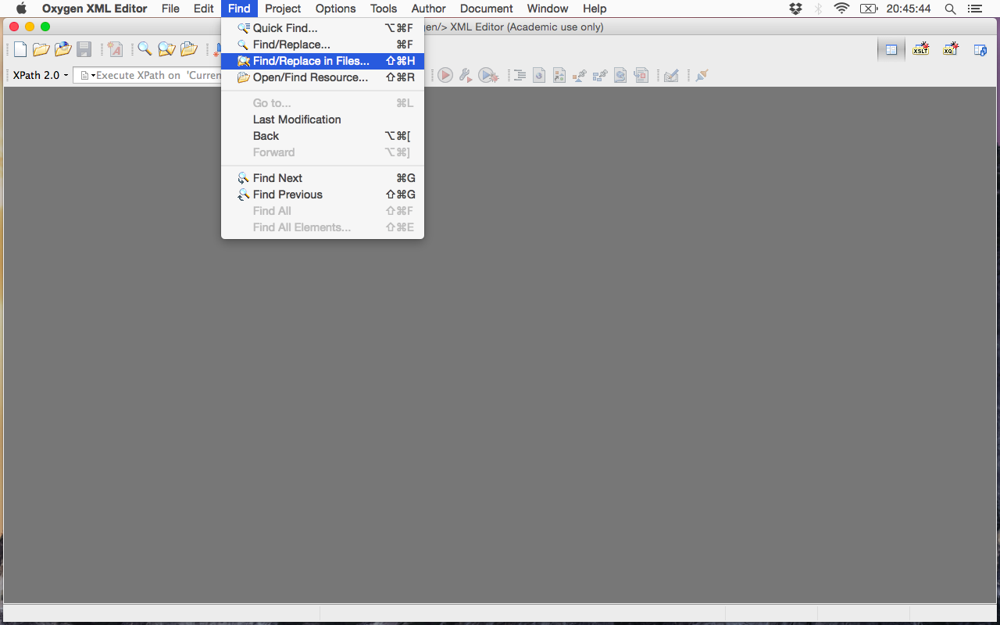 Oxygen XML Editor File Edit Find Project Options Tools Author Document Window Help 20:45:44
gen/> XML Editor (Academic use only)
Quick Find... ⌥⌘F
Find/Replace... ⌘F
Find/Replace in Files... ⇧⌘H
Open/Find Resource... ⇧⌘R
XPath 2.0 Execute XPath on 'Curren
XSLT XQ
Go to... ⌘L
Last Modification
Back ⌥⌘[
Forward ⌥⌘]
Find Next ⌘G
Find Previous ⇧⌘G
Find All ⇧⌘F
Find All Elements... ⇧⌘E